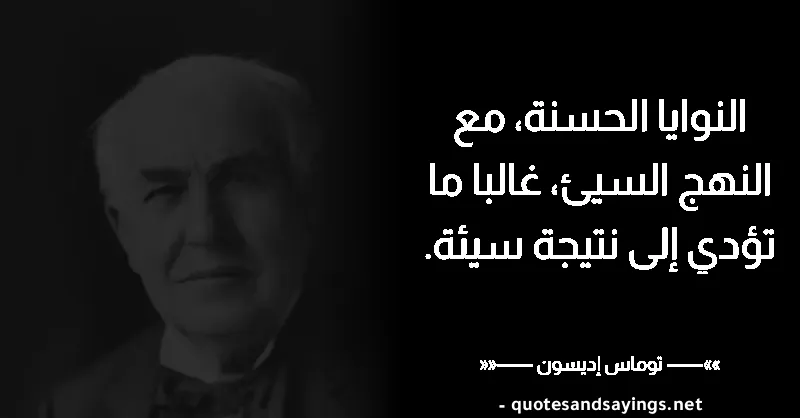 النوايا الحسنة، مع
النهج السيئ، غالبا ما
تؤدي إلى نتيجة سيئة.
»»—— توماس إديسون ——««
- quotesandsayings.net